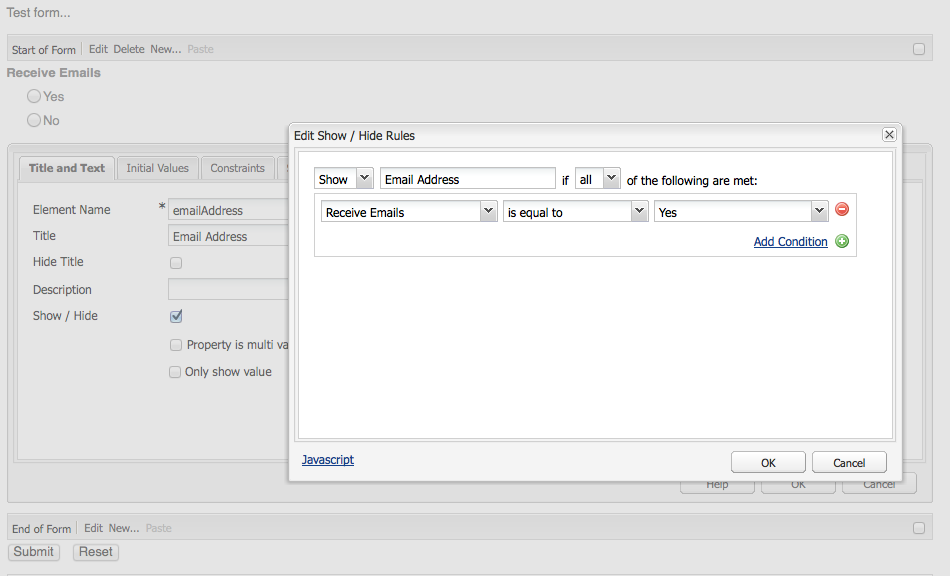 Test form...
Start of Form Edit Delete New... Paste
Receive Emails
Yes
No
Edit Show / Hide Rules
Title and Text Initial Values Constraints
Show Email Address if all of the following are met:
Element Name * emailAddress
Receive Emails is equal to Yes
Title Email Address
Add Condition
Hide Title
Description
Show / Hide
Property is multi va
Only show value
Javascript OK Cancel
Help OK Cancel
End of Form Edit New... Paste
Submit Reset